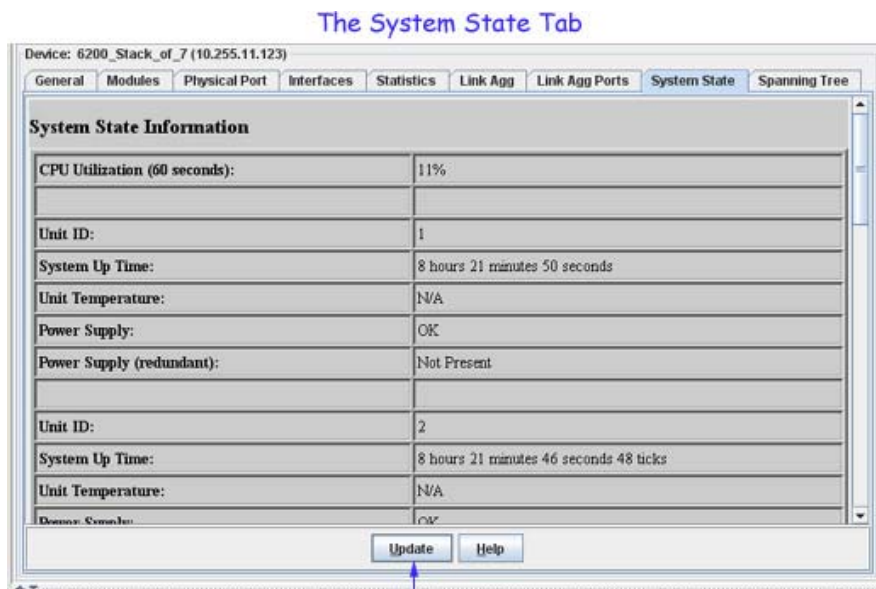 The System State Tab
Device: 6200_Stack_of_7 (10.255.11.123)
General Modules Physical Port Interfaces Statistics Link Agg Link Agg Ports System State Spanning Tree
System State Information
CPU Utilization (60 seconds): 11%
Unit ID: 1
System Up Time: 8 hours 21 minutes 50 seconds
Unit Temperature: N/A
Power Supply: OK
Power Supply (redundant): Not Present
Unit ID: 2
System Up Time: 8 hours 21 minutes 46 seconds 48 ticks
Unit Temperature: N/A
Power Supply: OK
Update Help